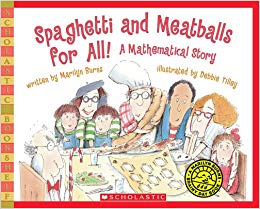 SCHOLASTIC BOOKSHELF
Spaghetti and Meatballs
for All! A Mathematical Story
written by Marilyn Burns
illustrated by Debbie Tilley
SCHOLASTIC